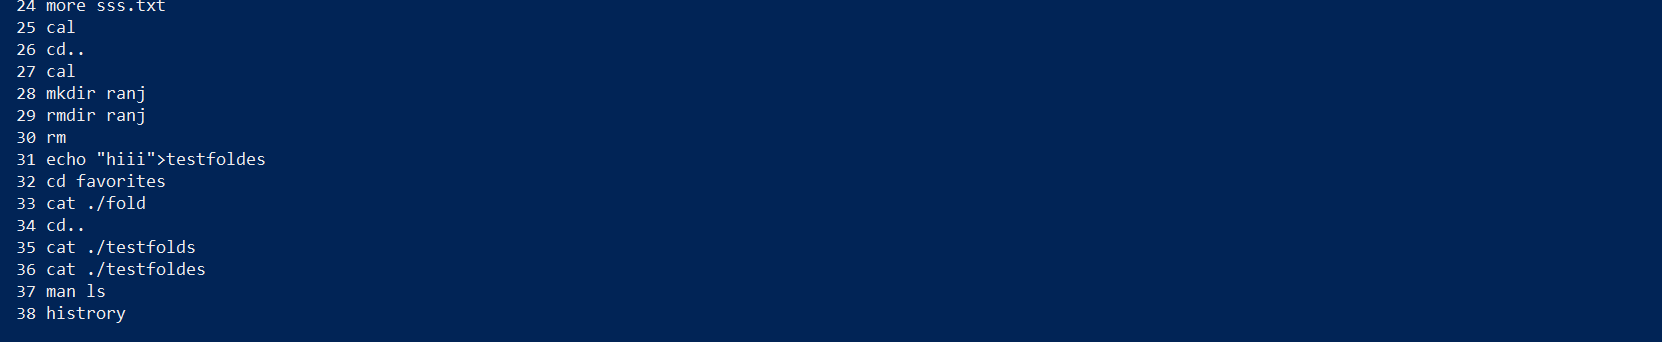 24 more sss.txt
25 cal
26 cd..
27 cal
28 mkdir ranj
29 rmdir ranj
30 rm
31 echo "hiii">testfoldes
32 cd favorites
33 cat ./fold
34 cd..
35 cat ./testfolds
36 cat ./testfoldes
37 man ls
38 histrory